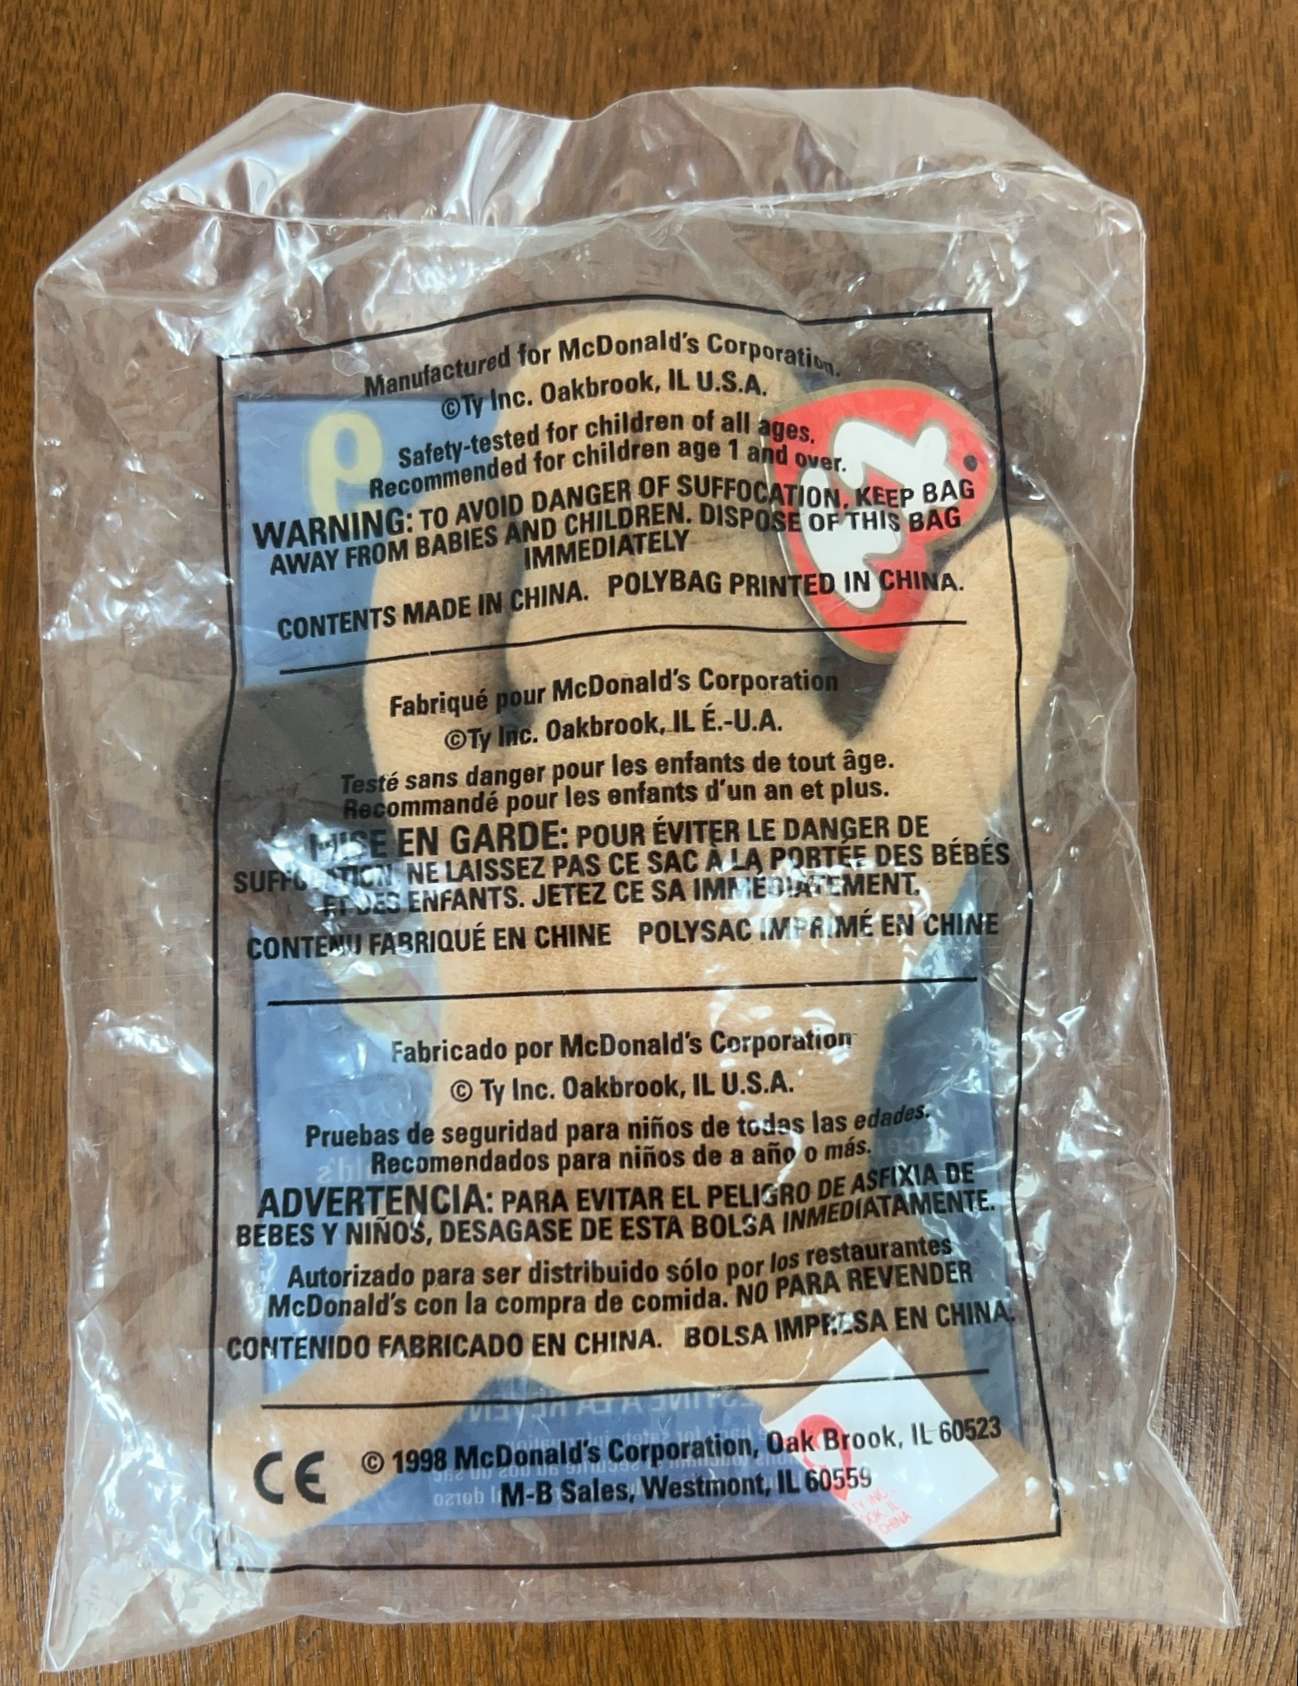 Manufactured for McDonald's Corporation.
©Ty Inc. Oakbrook, IL U.S.A.
Safety-tested for children of all ages.
Recommended for children age 1 and over.
WARNING: TO AVOID DANGER OF SUFFOCATION, KEEP BAG
AWAY FROM BABIES AND CHILDREN. DISPOSE OF THIS BAG
IMMEDIATELY
CONTENTS MADE IN CHINA. POLYBAG PRINTED IN CHINA.
Fabriqué pour McDonald's Corporation
©Ty Inc. Oakbrook, IL É.-U.A.
Testé sans danger pour les enfants de tout âge.
Recommandé pour les enfants d'un an et plus.
MISE EN GARDE: POUR ÉVITER LE DANGER DE
SUFFOCATION, NE LAISSEZ PAS CE SAC À LA PORTÉE DES BÉBÉS
ET DES ENFANTS. JETEZ CE SA IMMÉDIATEMENT.
CONTENU FABRIQUÉ EN CHINE POLYSAC IMPRIMÉ EN CHINE
Fabricado por McDonald's Corporation
© Ty Inc. Oakbrook, IL U.S.A.
Pruebas de seguridad para niños de todas las edades.
Recomendados para niños de a año o más.
ADVERTENCIA: PARA EVITAR EL PELIGRO DE ASFIXIA DE
BEBES Y NIÑOS, DESAGASE DE ESTA BOLSA INMEDIATAMENTE.
Autorizado para ser distribuido sólo por los restaurantes
McDonald's con la compra de comida. NO PARA REVENDER
CONTENIDO FABRICADO EN CHINA. BOLSA IMPRESA EN CHINA.
CE © 1998 McDonald's Corporation, Oak Brook, IL 60523
M-B Sales, Westmont, IL 60559
ty
9